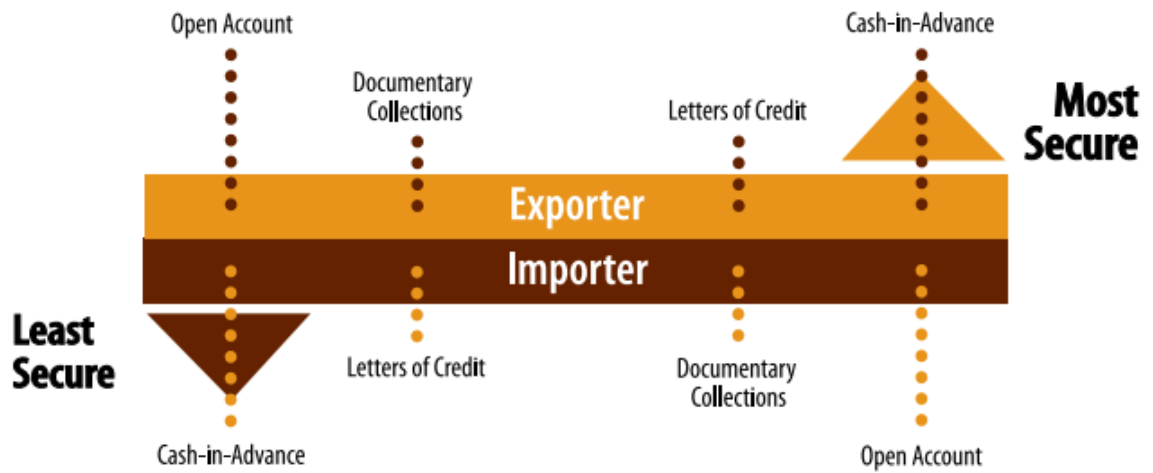 Open Account
Cash-in-Advance
Documentary
Collections
Letters of Credit
Most
Secure
Exporter
Importer
Least
Secure
Letters of Credit
Documentary
Collections
Cash-in-Advance
Open Account